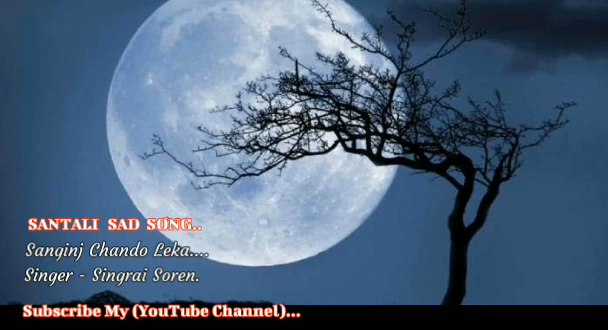 SANTALI SAD SONG..
Sanginj Chando Leka....
Singer - Singrai Soren.
Subscribe My (YouTube Channel)...